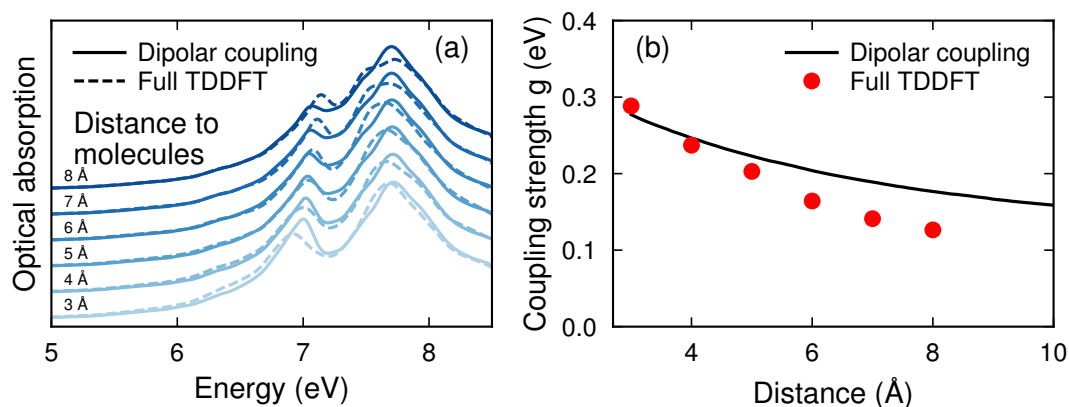 Optical absorption
Dipolar coupling
Full TDDFT
(a)
Distance to
molecules
8 Å
7 Å
6 Å
5 Å
4 Å
3 Å
5 6 7 8
Energy (eV)
Coupling strength g (eV)
0.4
0.3
0.2
0.1
0.0
(b)
Dipolar coupling
Full TDDFT
4 6 8 10
Distance (Å)